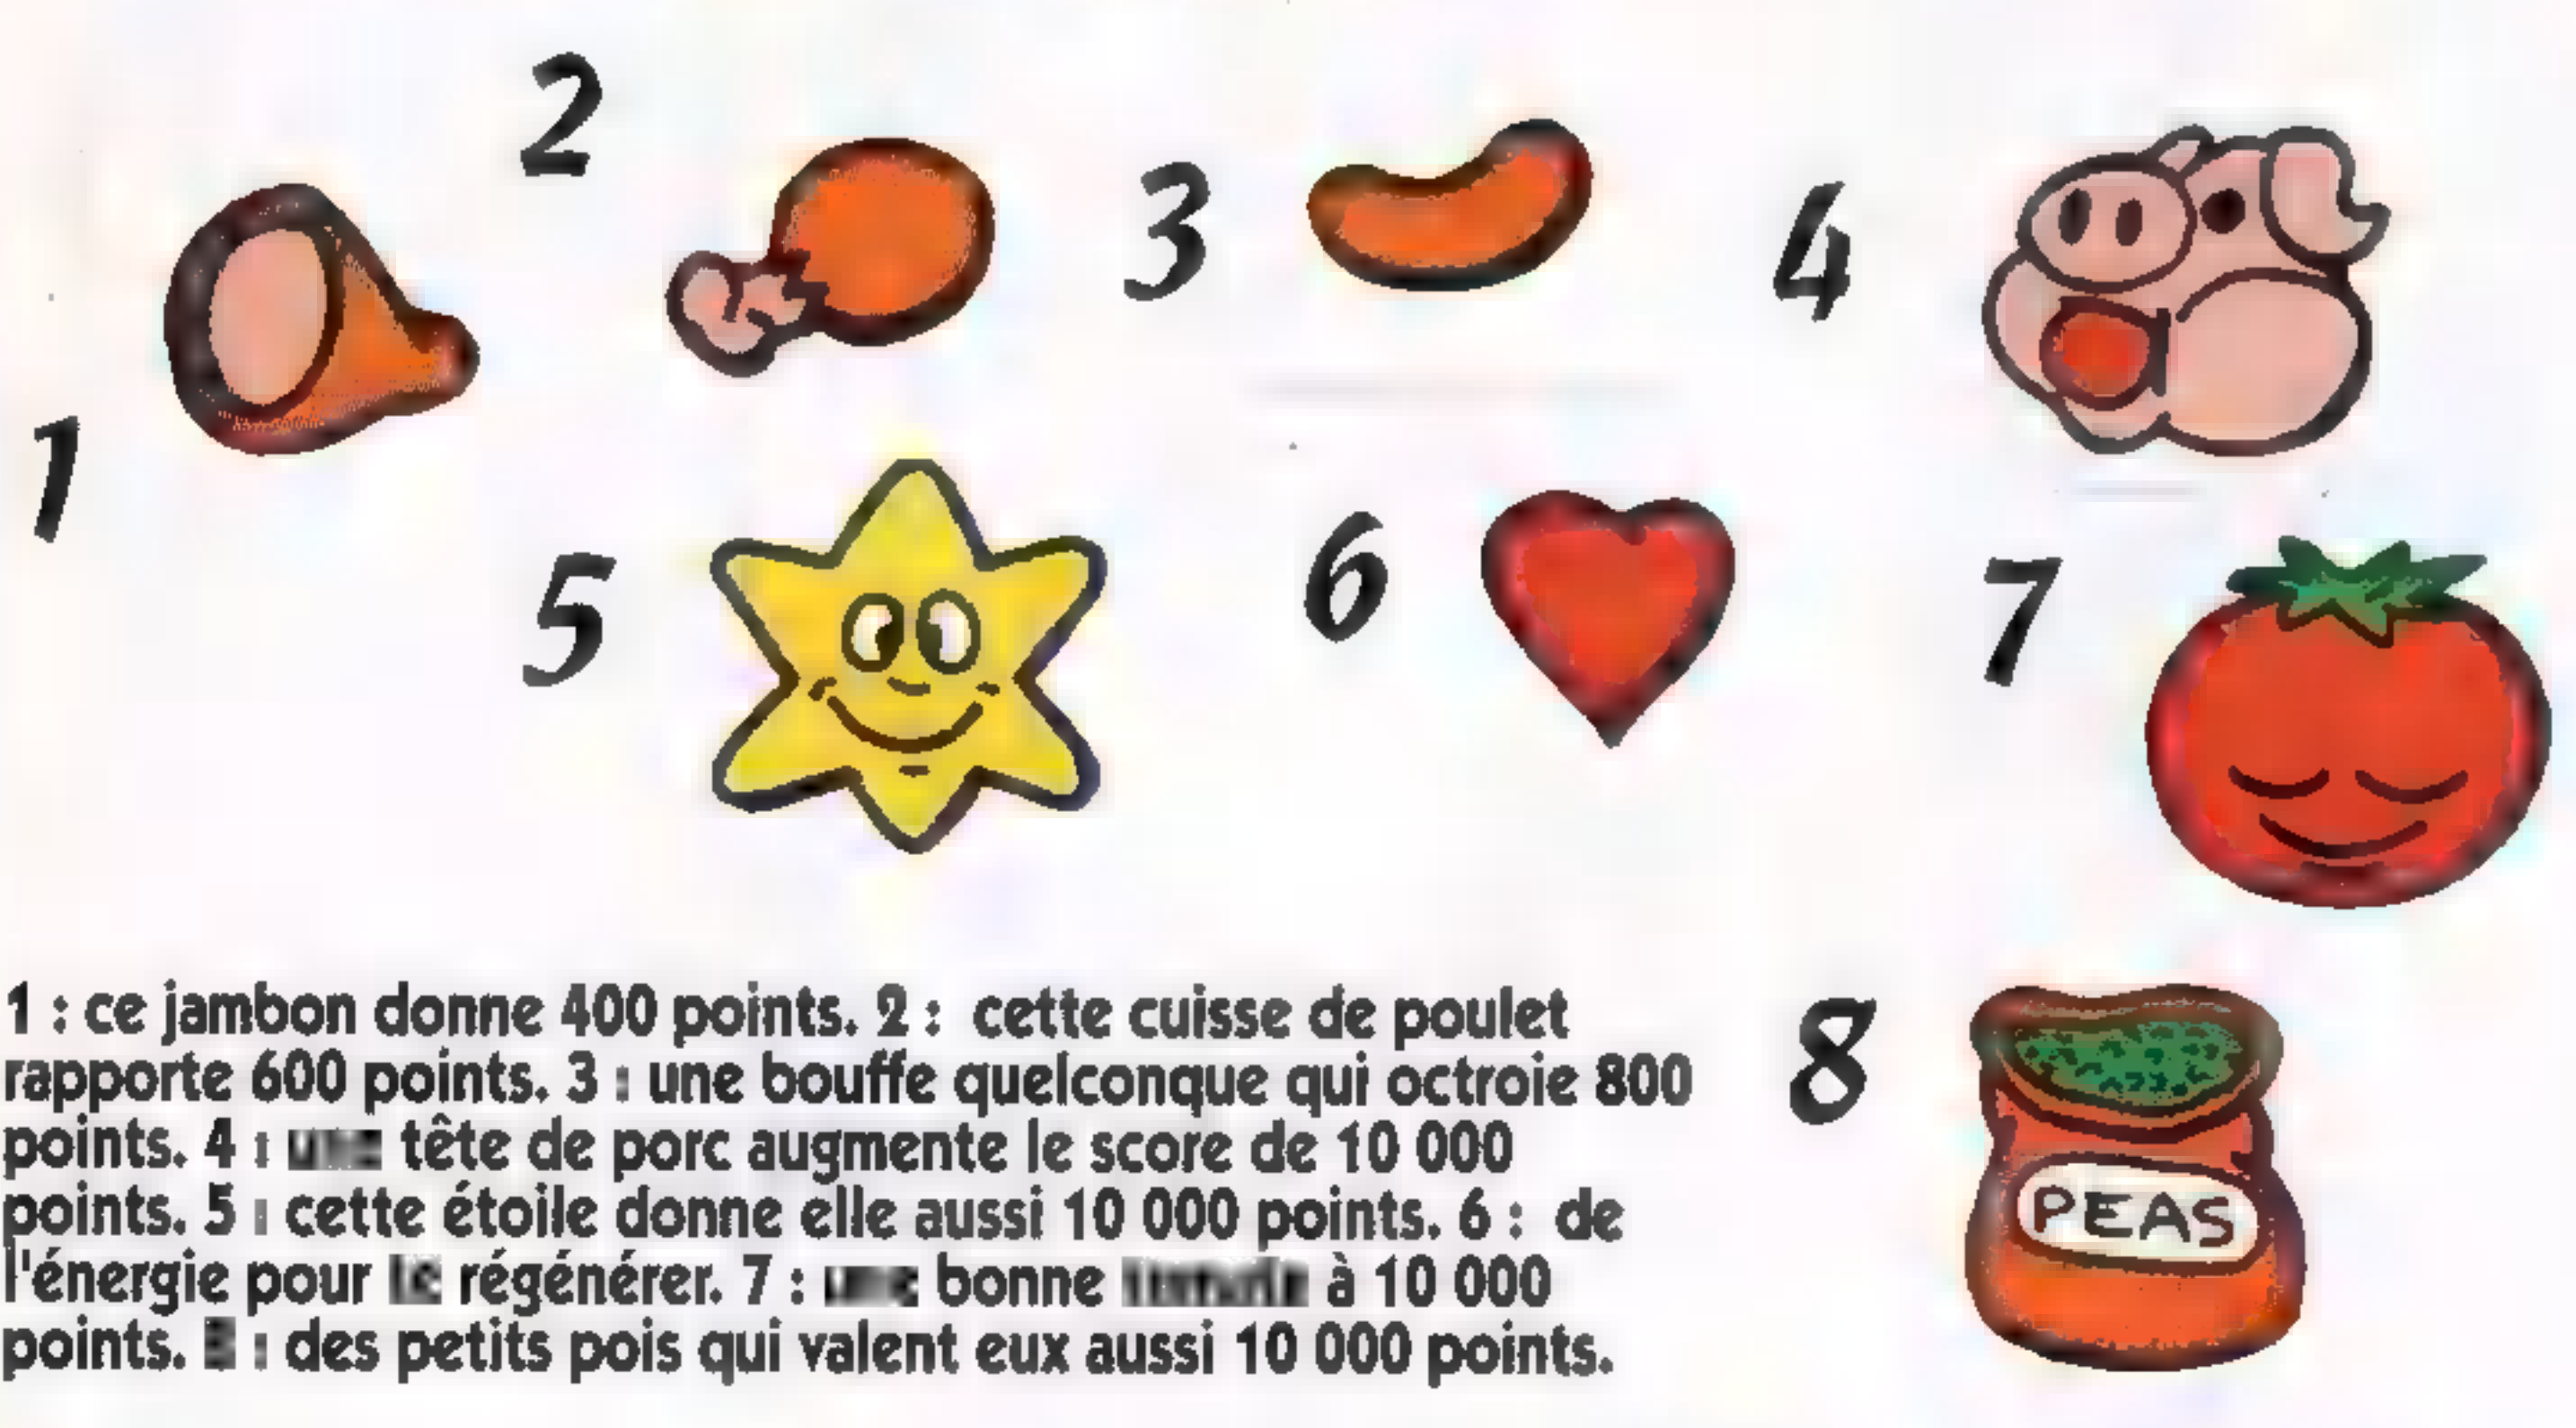 2
3
4
1
5
6
7
1 : ce jambon donne 400 points. 2 : cette cuisse de poulet
rapporte 600 points. 3 : une bouffe quelconque qui octroie 800
points. 4 : tête de porc augmente le score de 10 000
points. 5 : cette étoile donne elle aussi 10 000 points. 6 : de
l'énergie pour régénérer. 7 : bonne à 10 000
points. : des petits pois qui valent eux aussi 10 000 points.
8
PEAS